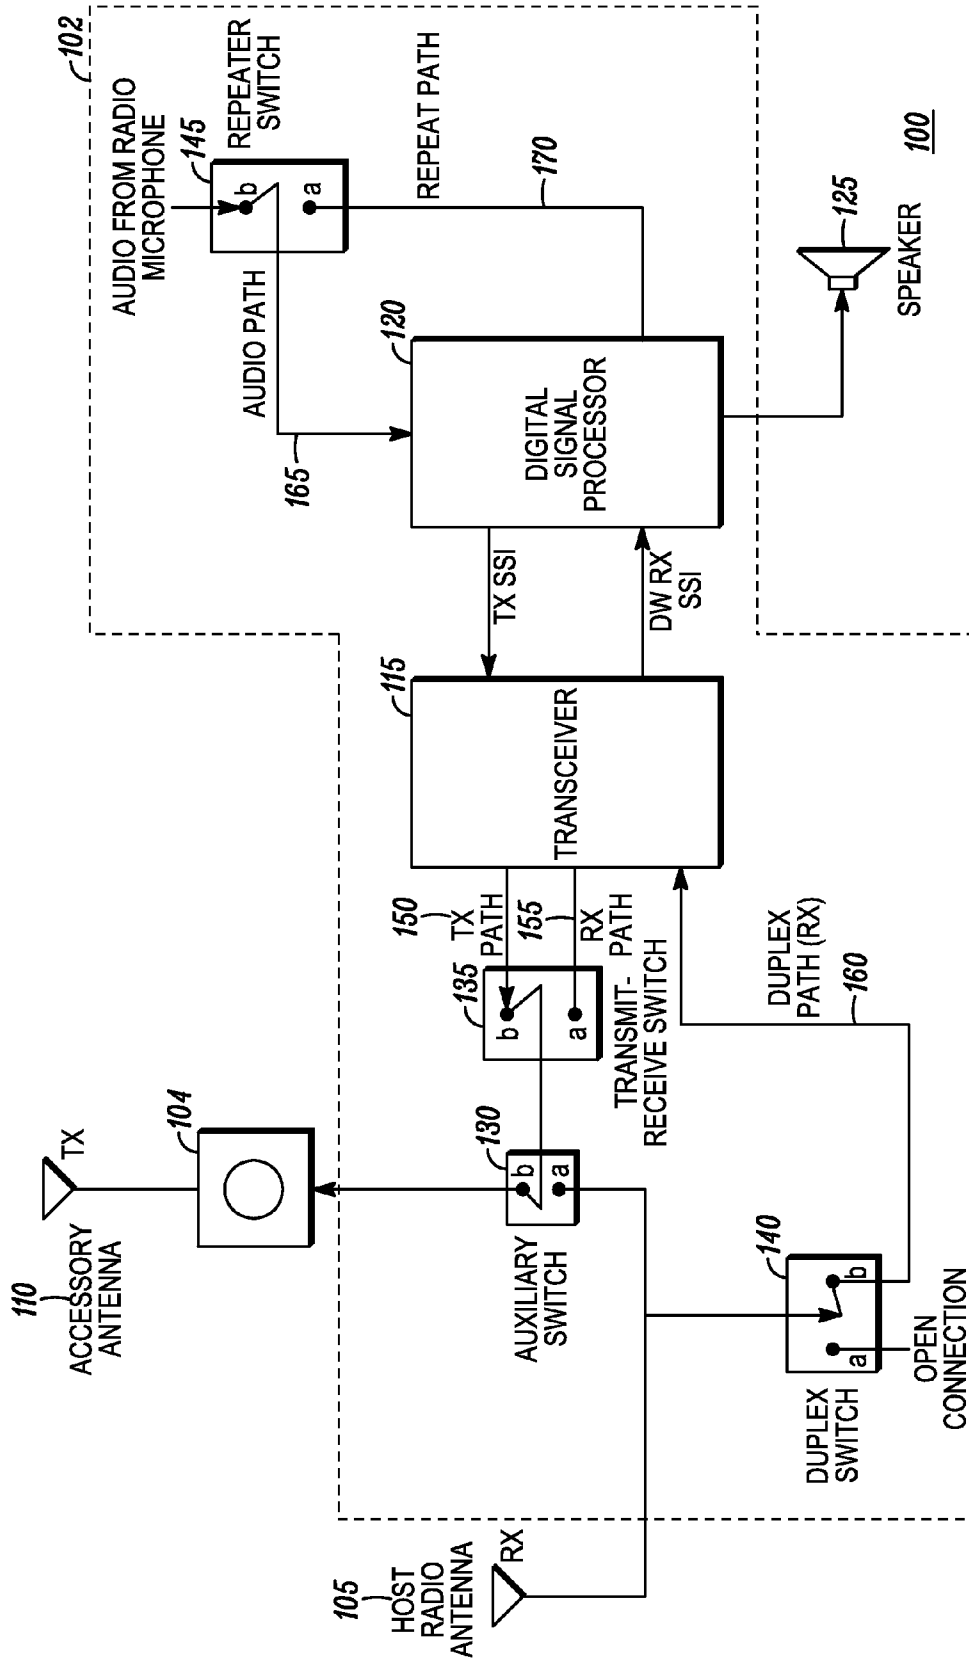 102
AUDIO FROM RADIO
MICROPHONE
145
REPEATER
SWITCH
b
a
AUDIO PATH
165
REPEAT PATH
170
120
DIGITAL
SIGNAL
PROCESSOR
125
SPEAKER
100
TX SSI
DW RX
SSI
115
TRANSCEIVER
150
TX
PATH
155
RX
PATH
135
b
a
TRANSMIT-
RECEIVE SWITCH
DUPLEX
PATH (RX)
160
104
TX
110
ACCESSORY
ANTENNA
130
b
a
AUXILIARY
SWITCH
140
b
a
DUPLEX
SWITCH
OPEN
CONNECTION
105
HOST
RADIO
ANTENNA
RX